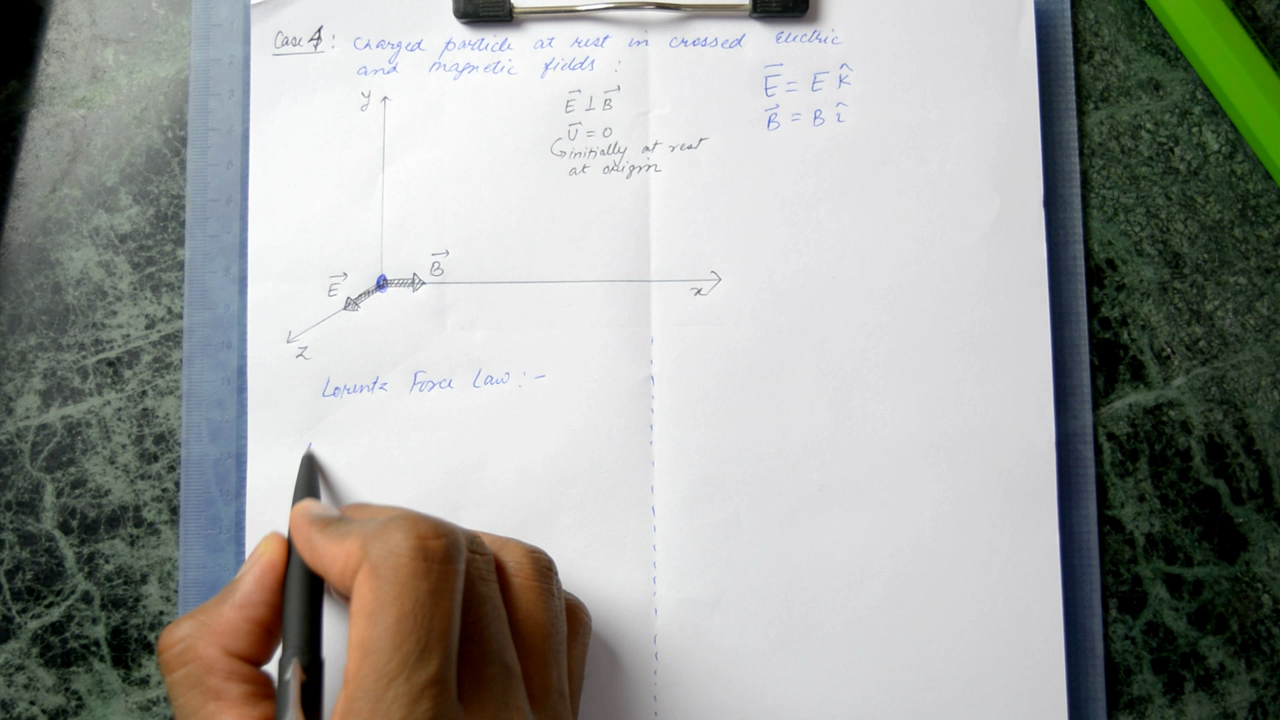 Case 4: Charged particle at rest in crossed Electric
and magnetic fields :
y
E⃗ ⊥ B⃗
U⃗ = 0
initially at rest
at origin
E⃗ = E k̂
B⃗ = B î
E⃗
B⃗
x
z
Lorentz Force Law :-